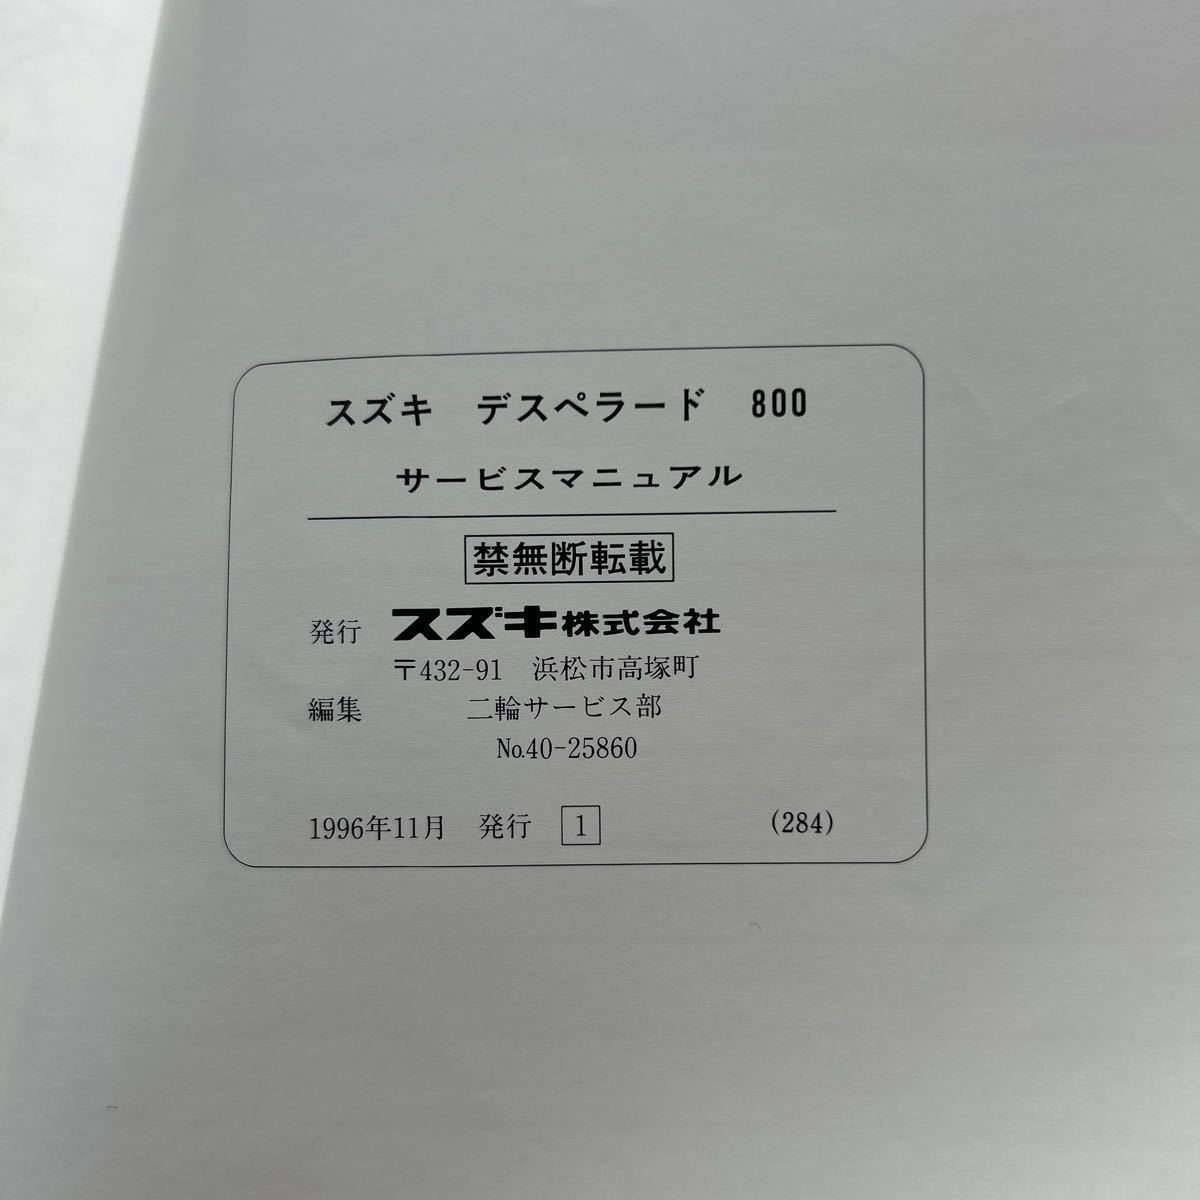 スズキ デスペラード 800
サービスマニュアル
禁無断転載
発行 スズキ株式会社
〒432-91 浜松市高塚町
編集 二輪サービス部
No.40-25860
1996年11月 発行 1 (284)